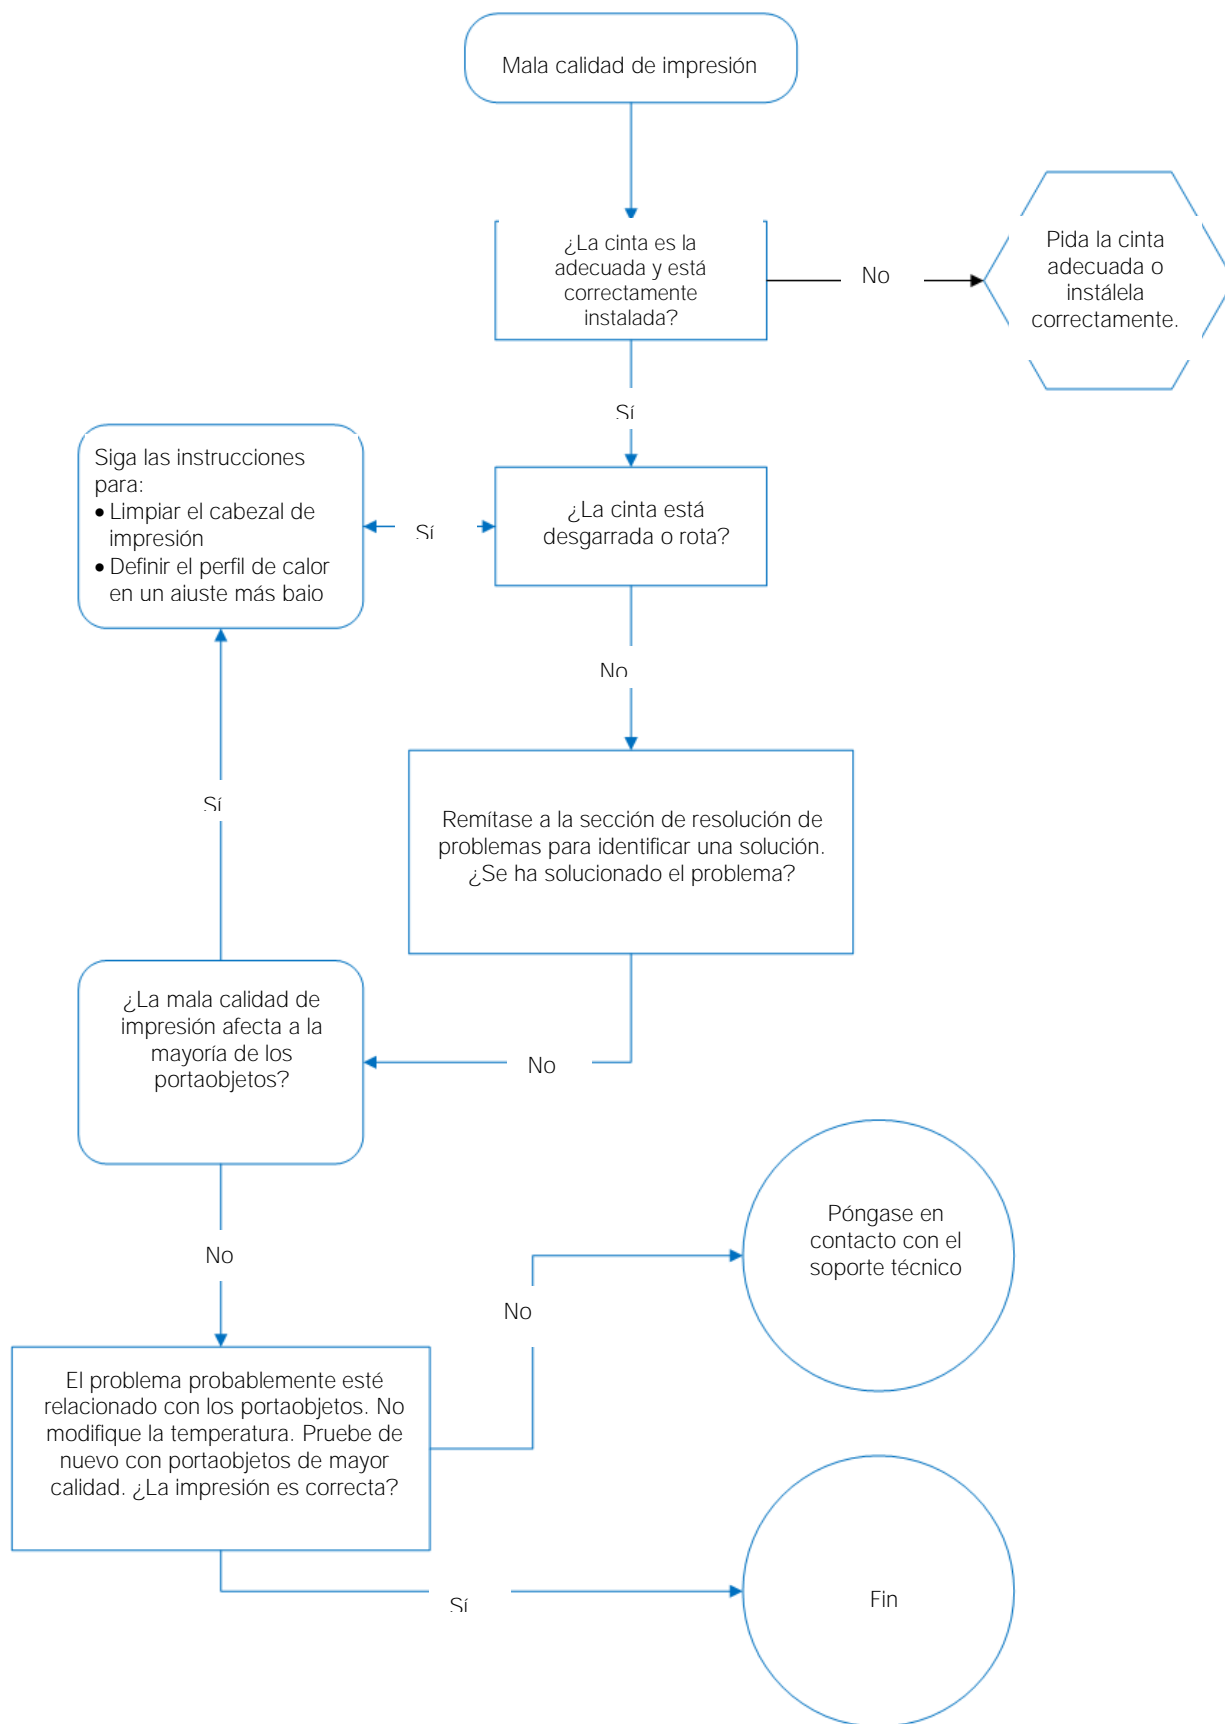 Mala calidad de impresión
¿La cinta es la
adecuada y está
correctamente
instalada?
No
Pida la cinta
adecuada o
instálela
correctamente.
Sí
Siga las instrucciones
para:
• Limpiar el cabezal de
impresión
• Definir el perfil de calor
en un ajuste más bajo
Sí
¿La cinta está
desgarrada o rota?
No
Sí
Remítase a la sección de resolución de
problemas para identificar una solución.
¿Se ha solucionado el problema?
¿La mala calidad de
impresión afecta a la
mayoría de los
portaobjetos?
No
No
Póngase en
contacto con el
soporte técnico
No
El problema probablemente esté
relacionado con los portaobjetos. No
modifique la temperatura. Pruebe de
nuevo con portaobjetos de mayor
calidad. ¿La impresión es correcta?
Sí
Fin